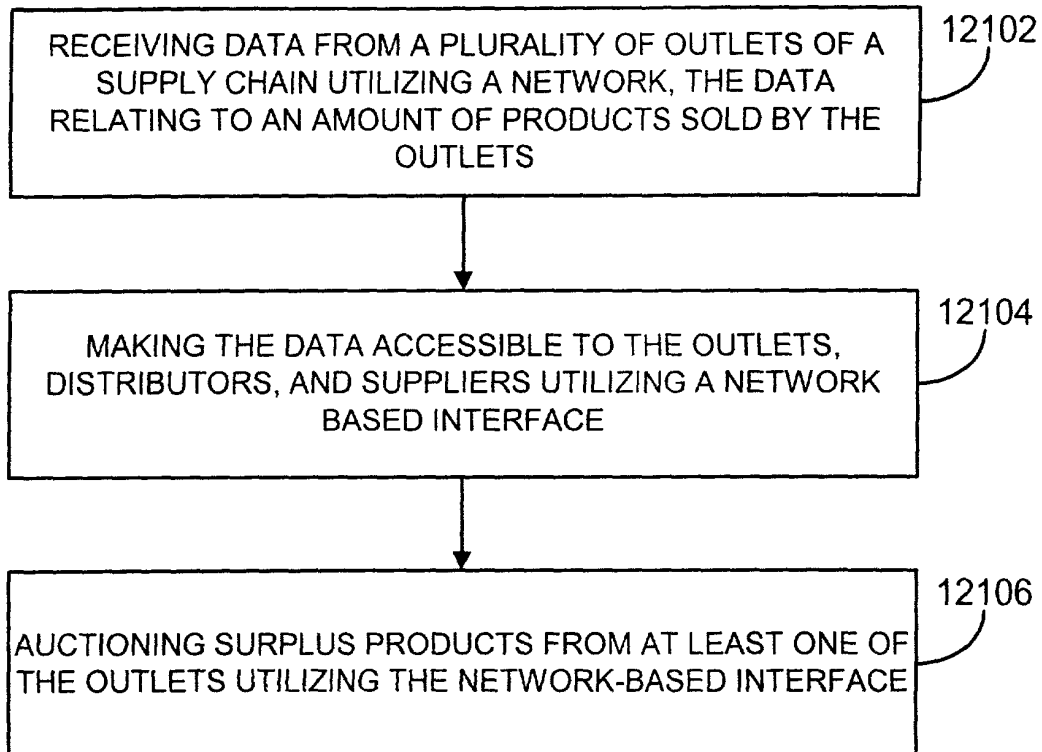 RECEIVING DATA FROM A PLURALITY OF OUTLETS OF A
SUPPLY CHAIN UTILIZING A NETWORK, THE DATA
RELATING TO AN AMOUNT OF PRODUCTS SOLD BY THE
OUTLETS
12102
MAKING THE DATA ACCESSIBLE TO THE OUTLETS,
DISTRIBUTORS, AND SUPPLIERS UTILIZING A NETWORK
BASED INTERFACE
12104
AUCTIONING SURPLUS PRODUCTS FROM AT LEAST ONE OF
THE OUTLETS UTILIZING THE NETWORK-BASED INTERFACE
12106